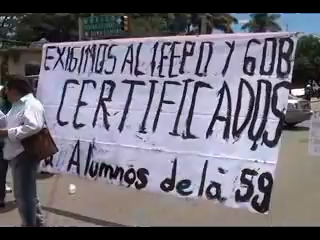 EXIGIMOS AL IEEPO Y GOB
CERTIFICADOS
Alumnos de la 59